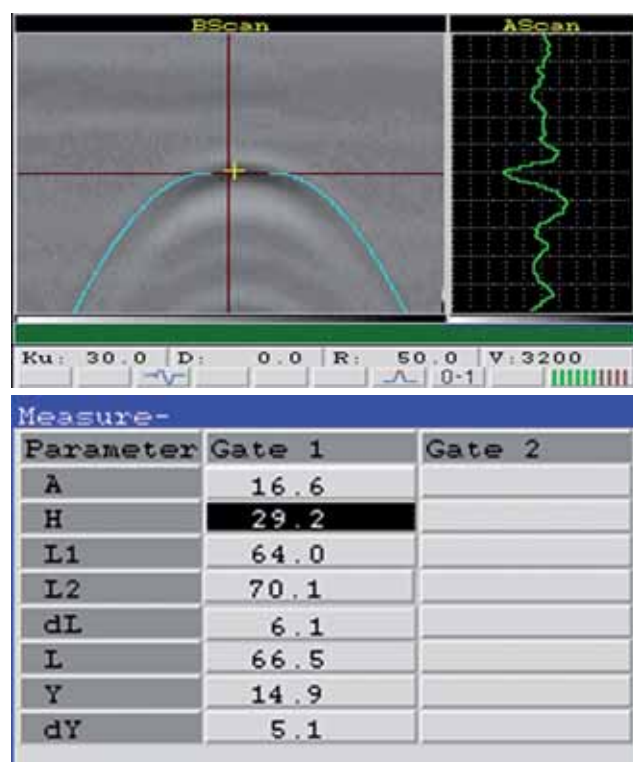 BScan AScan
Ku: 30.0 D: 0.0 R: 50.0 V:3200
0-1
Measure-
Parameter Gate 1 Gate 2
A 16.6
H 29.2
L1 64.0
L2 70.1
dL 6.1
L 66.5
Y 14.9
dY 5.1